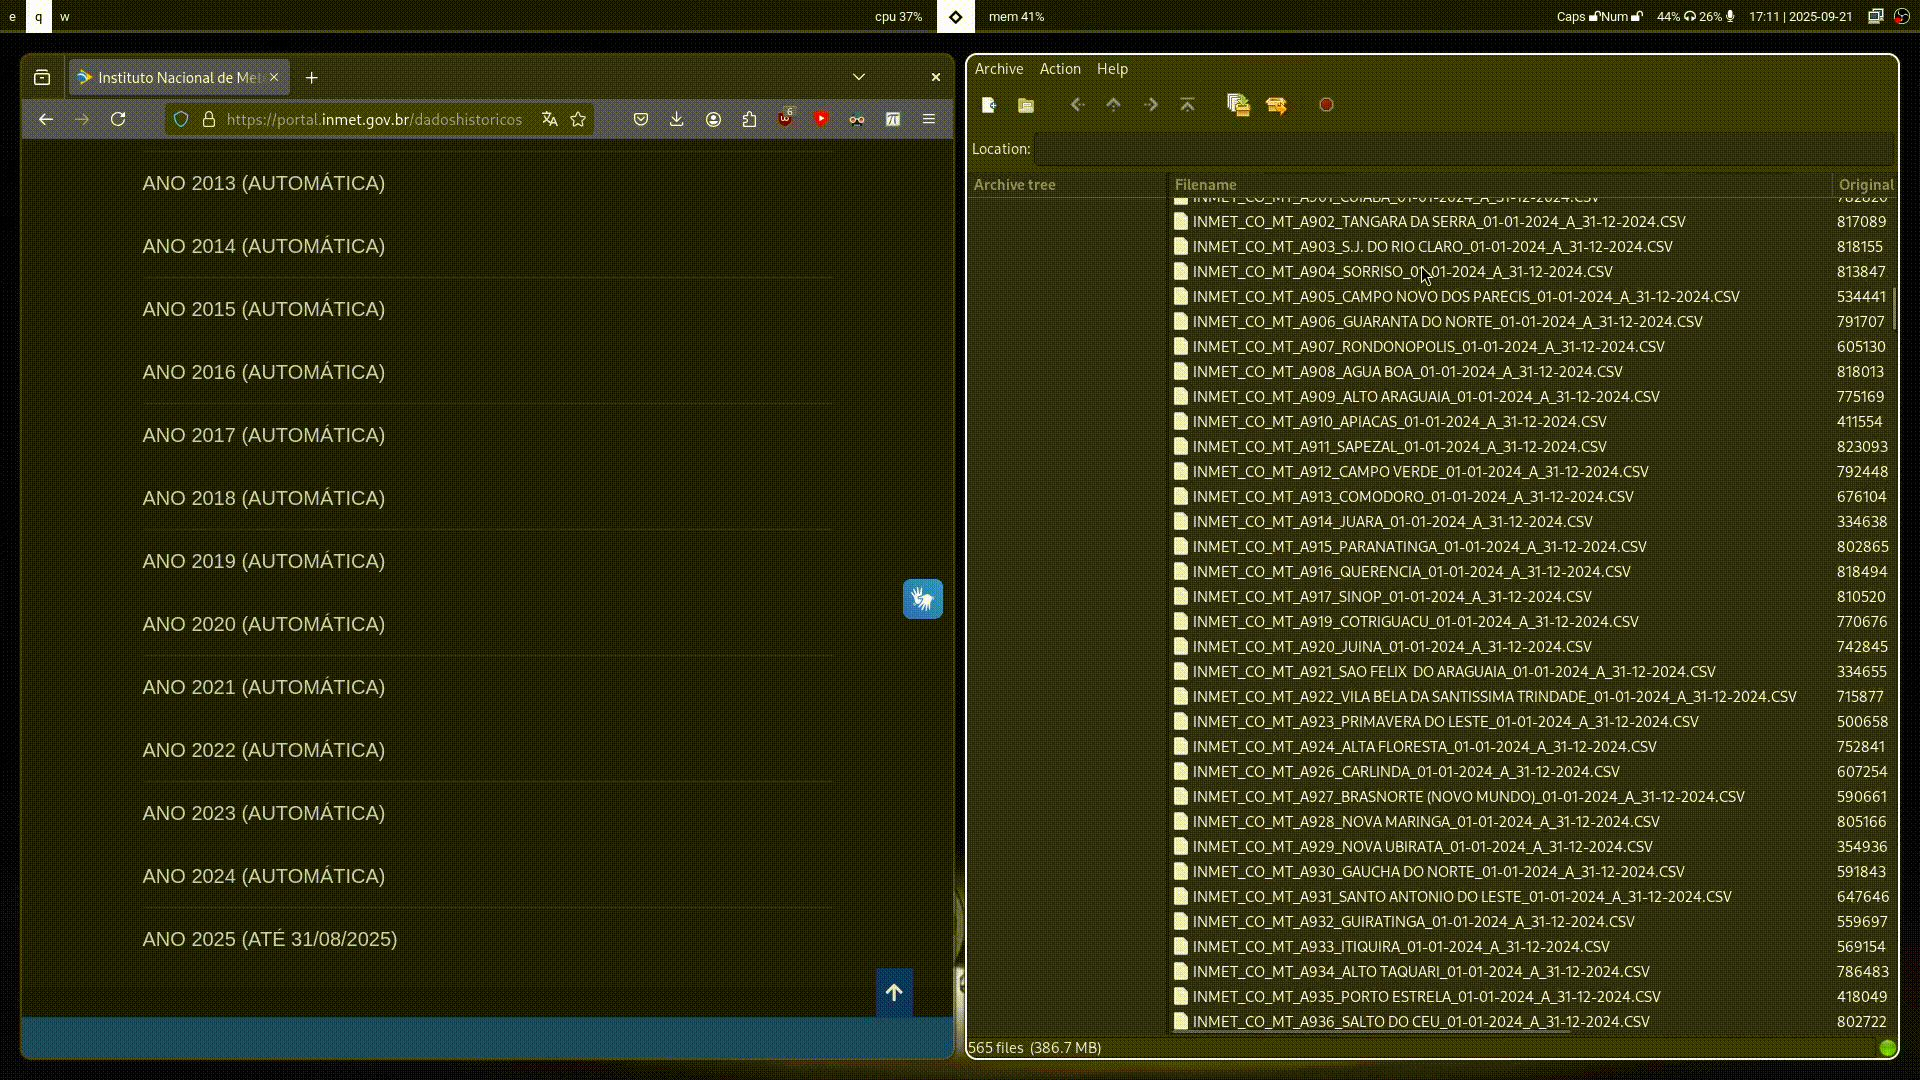 e q w
cpu 37%
mem 41%
Caps Num 44% 26% 17:11 | 2025-09-21
Instituto Nacional de Met
https://portal.inmet.gov.br/dadoshistoricos
6
ANO 2013 (AUTOMÁTICA)
ANO 2014 (AUTOMÁTICA)
ANO 2015 (AUTOMÁTICA)
ANO 2016 (AUTOMÁTICA)
ANO 2017 (AUTOMÁTICA)
ANO 2018 (AUTOMÁTICA)
ANO 2019 (AUTOMÁTICA)
ANO 2020 (AUTOMÁTICA)
ANO 2021 (AUTOMÁTICA)
ANO 2022 (AUTOMÁTICA)
ANO 2023 (AUTOMÁTICA)
ANO 2024 (AUTOMÁTICA)
ANO 2025 (ATÉ 31/08/2025)
Archive Action Help
Location:
Archive tree Filename Original
INMET_CO_MT_A901_CUIABA_01-01-2024_A_31-12-2024.CSV 782820
INMET_CO_MT_A902_TANGARA DA SERRA_01-01-2024_A_31-12-2024.CSV 817089
INMET_CO_MT_A903_S.J. DO RIO CLARO_01-01-2024_A_31-12-2024.CSV 818155
INMET_CO_MT_A904_SORRISO_01-01-2024_A_31-12-2024.CSV 813847
INMET_CO_MT_A905_CAMPO NOVO DOS PARECIS_01-01-2024_A_31-12-2024.CSV 534441
INMET_CO_MT_A906_GUARANTA DO NORTE_01-01-2024_A_31-12-2024.CSV 791707
INMET_CO_MT_A907_RONDONOPOLIS_01-01-2024_A_31-12-2024.CSV 605130
INMET_CO_MT_A908_AGUA BOA_01-01-2024_A_31-12-2024.CSV 818013
INMET_CO_MT_A909_ALTO ARAGUAIA_01-01-2024_A_31-12-2024.CSV 775169
INMET_CO_MT_A910_APIACAS_01-01-2024_A_31-12-2024.CSV 411554
INMET_CO_MT_A911_SAPEZAL_01-01-2024_A_31-12-2024.CSV 823093
INMET_CO_MT_A912_CAMPO VERDE_01-01-2024_A_31-12-2024.CSV 792448
INMET_CO_MT_A913_COMODORO_01-01-2024_A_31-12-2024.CSV 676104
INMET_CO_MT_A914_JUARA_01-01-2024_A_31-12-2024.CSV 334638
INMET_CO_MT_A915_PARANATINGA_01-01-2024_A_31-12-2024.CSV 802865
INMET_CO_MT_A916_QUERENCIA_01-01-2024_A_31-12-2024.CSV 818494
INMET_CO_MT_A917_SINOP_01-01-2024_A_31-12-2024.CSV 810520
INMET_CO_MT_A919_COTRIGUACU_01-01-2024_A_31-12-2024.CSV 770676
INMET_CO_MT_A920_JUINA_01-01-2024_A_31-12-2024.CSV 742845
INMET_CO_MT_A921_SAO FELIX  DO ARAGUAIA_01-01-2024_A_31-12-2024.CSV 334655
INMET_CO_MT_A922_VILA BELA DA SANTISSIMA TRINDADE_01-01-2024_A_31-12-2024.CSV 715877
INMET_CO_MT_A923_PRIMAVERA DO LESTE_01-01-2024_A_31-12-2024.CSV 500658
INMET_CO_MT_A924_ALTA FLORESTA_01-01-2024_A_31-12-2024.CSV 752841
INMET_CO_MT_A926_CARLINDA_01-01-2024_A_31-12-2024.CSV 607254
INMET_CO_MT_A927_BRASNORTE (NOVO MUNDO)_01-01-2024_A_31-12-2024.CSV 590661
INMET_CO_MT_A928_NOVA MARINGA_01-01-2024_A_31-12-2024.CSV 805166
INMET_CO_MT_A929_NOVA UBIRATA_01-01-2024_A_31-12-2024.CSV 354936
INMET_CO_MT_A930_GAUCHA DO NORTE_01-01-2024_A_31-12-2024.CSV 591843
INMET_CO_MT_A931_SANTO ANTONIO DO LESTE_01-01-2024_A_31-12-2024.CSV 647646
INMET_CO_MT_A932_GUIRATINGA_01-01-2024_A_31-12-2024.CSV 559697
INMET_CO_MT_A933_ITIQUIRA_01-01-2024_A_31-12-2024.CSV 569154
INMET_CO_MT_A934_ALTO TAQUARI_01-01-2024_A_31-12-2024.CSV 786483
INMET_CO_MT_A935_PORTO ESTRELA_01-01-2024_A_31-12-2024.CSV 418049
INMET_CO_MT_A936_SALTO DO CEU_01-01-2024_A_31-12-2024.CSV 802722
565 files (386.7 MB)